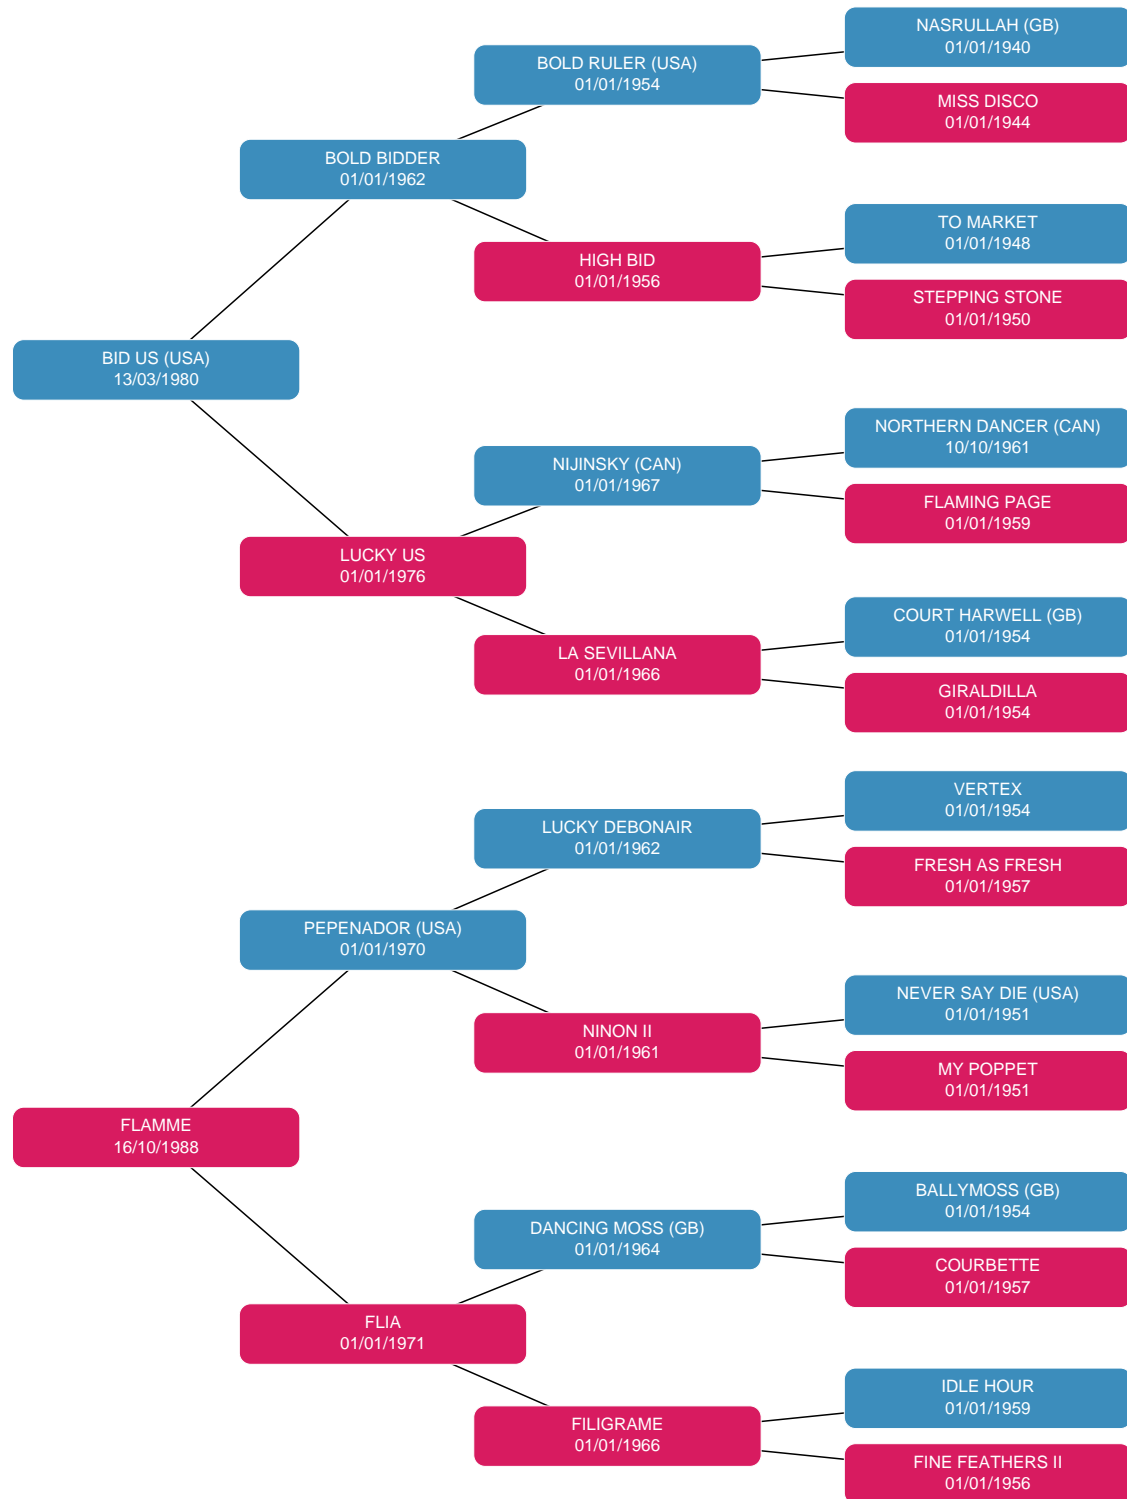 NASRULLAH (GB)
01/01/1940
BOLD RULER (USA)
01/01/1954
MISS DISCO
01/01/1944
BOLD BIDDER
01/01/1962
TO MARKET
01/01/1948
HIGH BID
01/01/1956
STEPPING STONE
01/01/1950
BID US (USA)
13/03/1980
NORTHERN DANCER (CAN)
10/10/1961
NIJINSKY (CAN)
01/01/1967
FLAMING PAGE
01/01/1959
LUCKY US
01/01/1976
COURT HARWELL (GB)
01/01/1954
LA SEVILLANA
01/01/1966
GIRALDILLA
01/01/1954
VERTEX
01/01/1954
LUCKY DEBONAIR
01/01/1962
FRESH AS FRESH
01/01/1957
PEPENADOR (USA)
01/01/1970
NEVER SAY DIE (USA)
01/01/1951
NINON II
01/01/1961
MY POPPET
01/01/1951
FLAMME
16/10/1988
BALLYMOSS (GB)
01/01/1954
DANCING MOSS (GB)
01/01/1964
COURBETTE
01/01/1957
FLIA
01/01/1971
IDLE HOUR
01/01/1959
FILIGRAME
01/01/1966
FINE FEATHERS II
01/01/1956